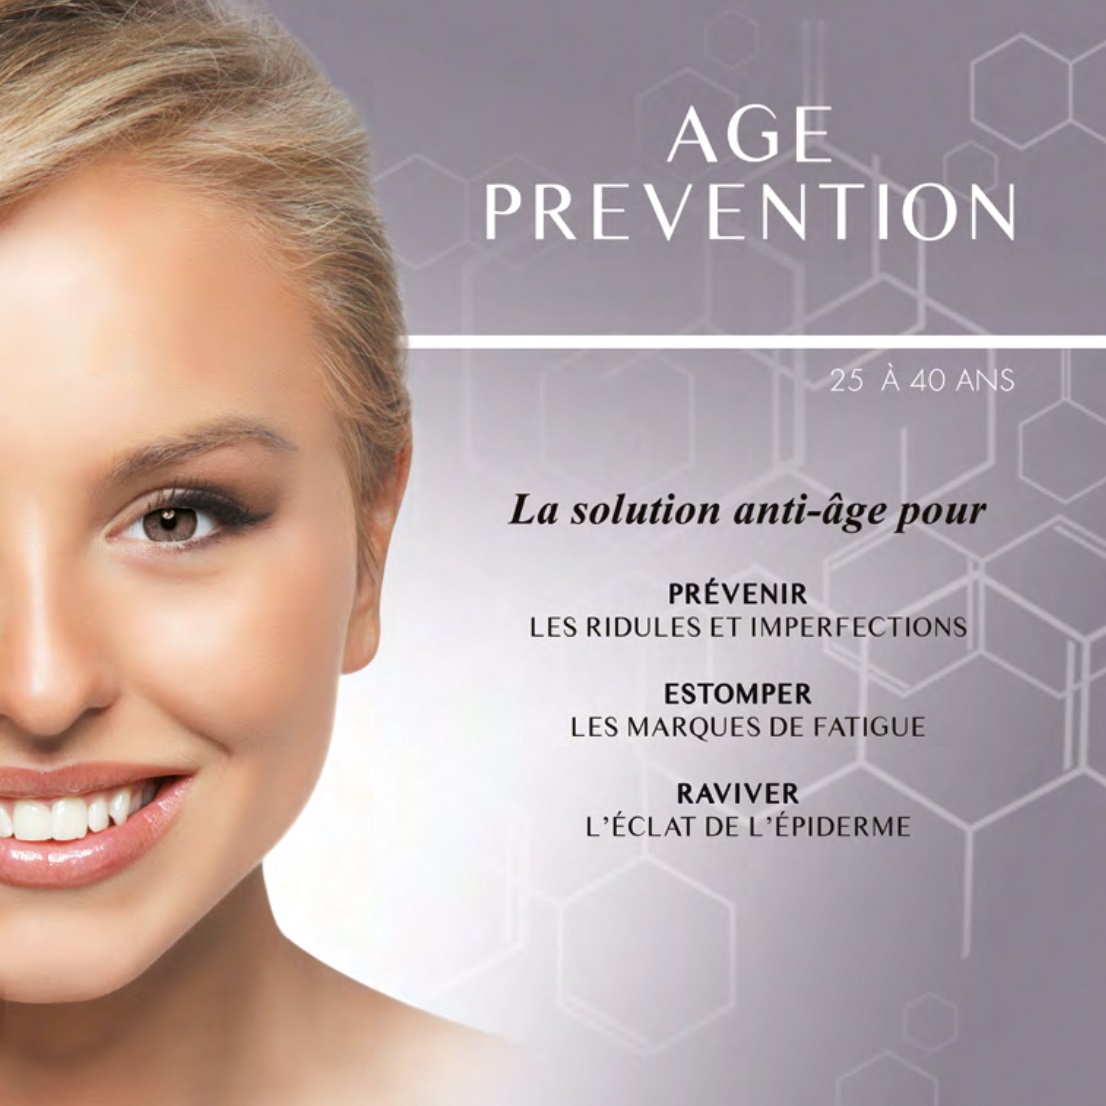 AGE
PREVENTION
25 À 40 ANS
La solution anti-âge pour
PRÉVENIR
LES RIDULES ET IMPERFECTIONS
ESTOMPER
LES MARQUES DE FATIGUE
RAVIVER
L'ÉCLAT DE L'ÉPIDERME